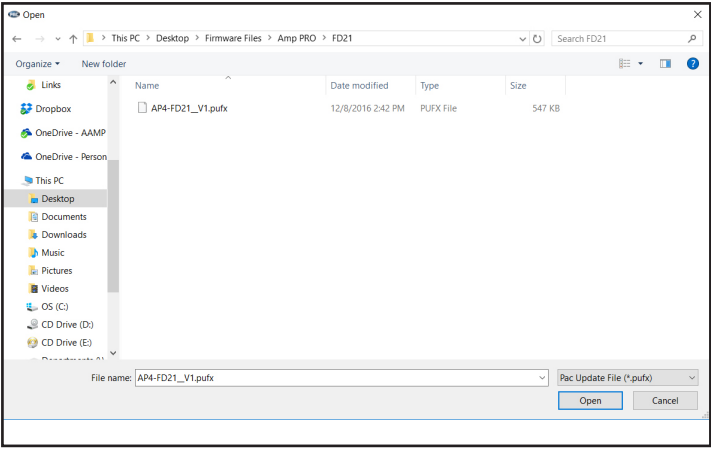 Open
This PC > Desktop > Firmware Files > Amp PRO > FD21
Search FD21
Organize
New folder
Name Date modified Type Size
AP4-FD21__V1.pufx 12/8/2016 2:42 PM PUFX File 547 KB
Links
Dropbox
OneDrive - AAMP
OneDrive - Person
This PC
Desktop
Documents
Downloads
Music
Pictures
Videos
OS (C:)
CD Drive (D:)
CD Drive (E:)
File name: AP4-FD21__V1.pufx
Pac Update File (*.pufx)
Open Cancel